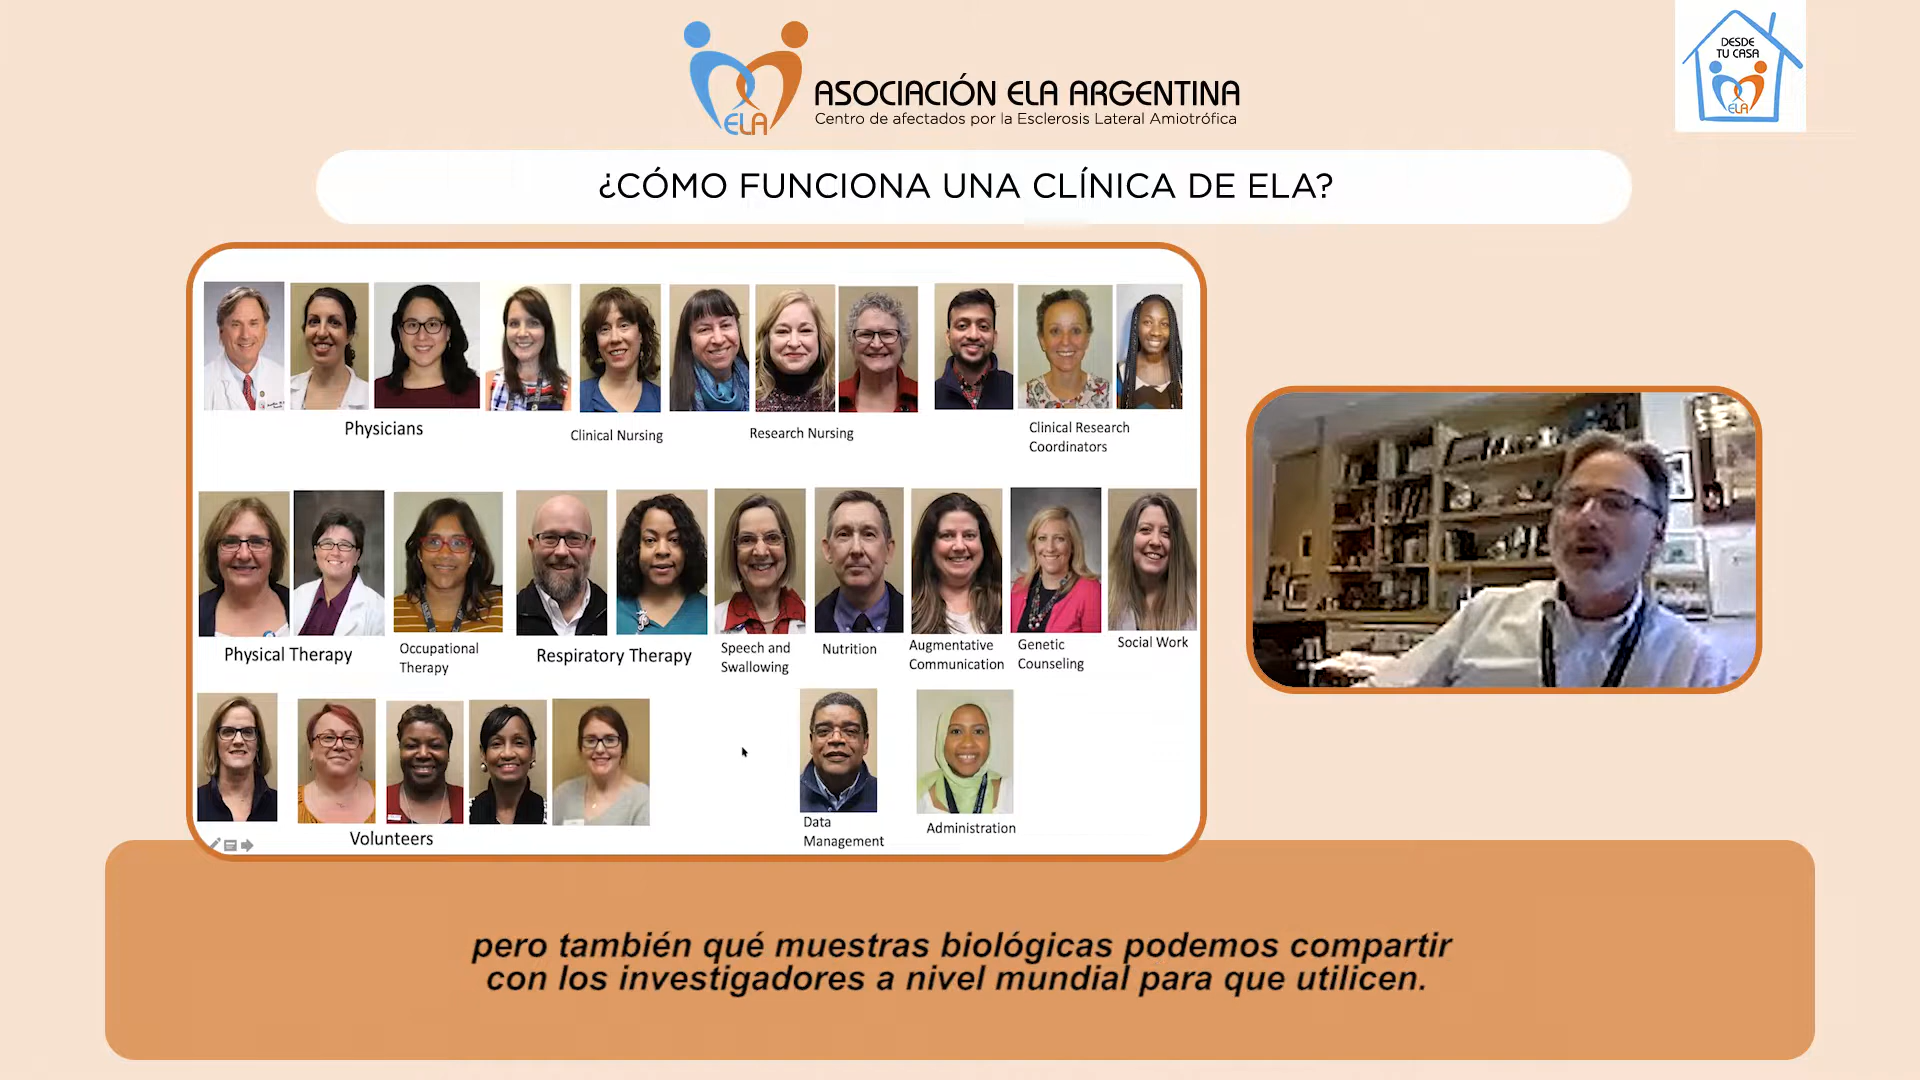 ELA
ASOCIACIÓN ELA ARGENTINA
Centro de afectados por la Esclerosis Lateral Amiotrófica
DESDE
TU CASA
ELA
¿CÓMO FUNCIONA UNA CLÍNICA DE ELA?
Physicians
Clinical Nursing
Research Nursing
Clinical Research
Coordinators
Physical Therapy
Occupational
Therapy
Respiratory Therapy
Speech and
Swallowing
Nutrition
Augmentative
Communication
Genetic
Counseling
Social Work
Volunteers
Data
Management
Administration
pero también qué muestras biológicas podemos compartir
con los investigadores a nivel mundial para que utilicen.